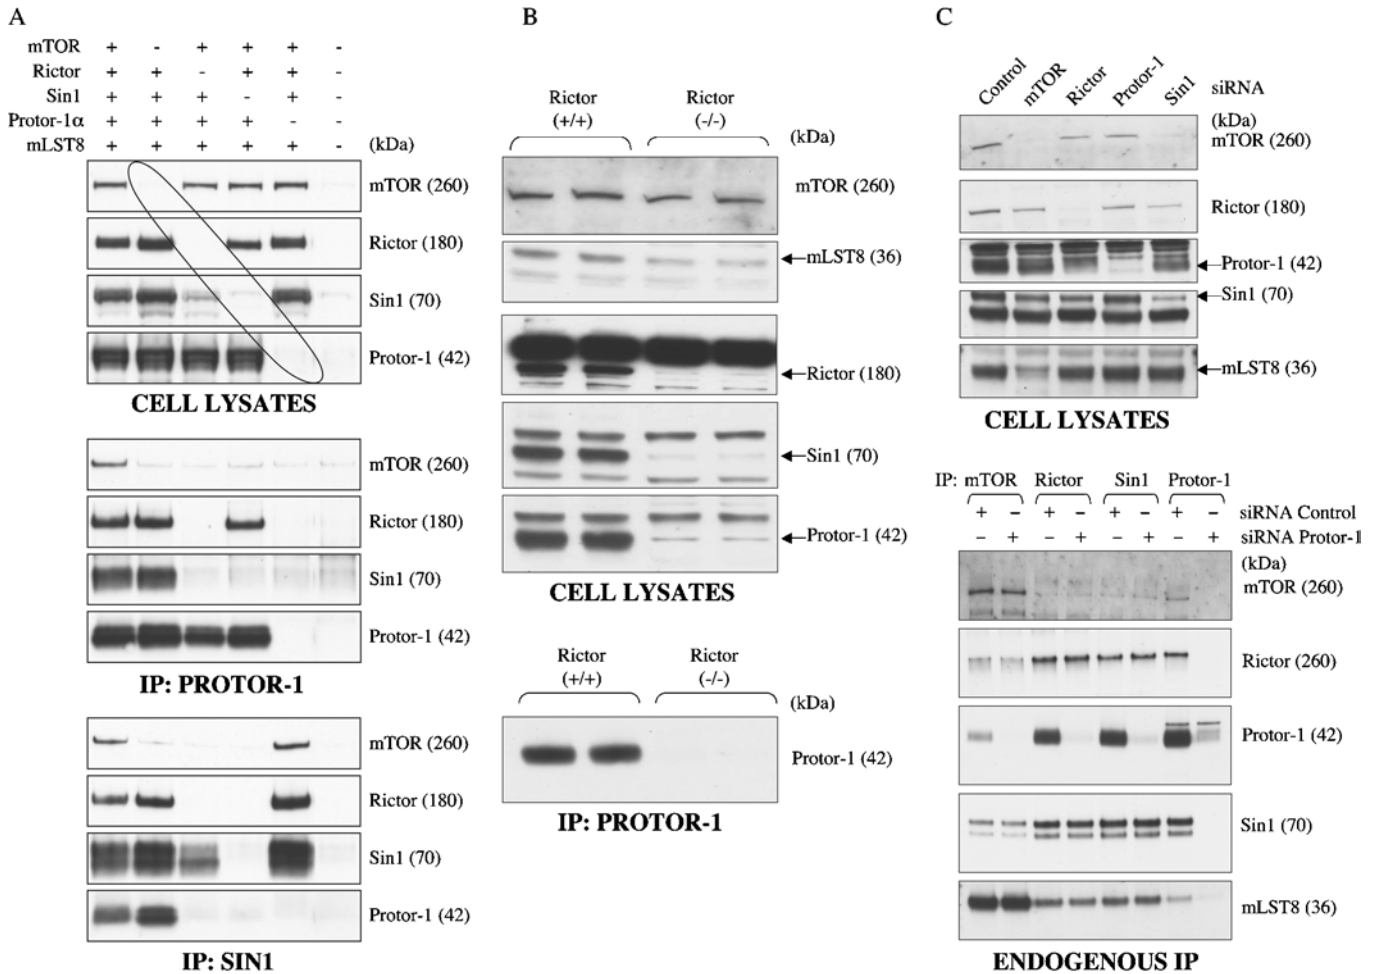 A
mTOR + - + + + -
Rictor + + - + + -
Sin1 + + + - + -
Protor-1α + + + + - -
mLST8 + + + + + - (kDa)
mTOR (260)
Rictor (180)
Sin1 (70)
Protor-1 (42)
CELL LYSATES
mTOR (260)
Rictor (180)
Sin1 (70)
Protor-1 (42)
IP: PROTOR-1
mTOR (260)
Rictor (180)
Sin1 (70)
Protor-1 (42)
IP: SIN1
B
Rictor Rictor
(+/+) (-/-)
(kDa)
mTOR (260)
mLST8 (36)
Rictor (180)
Sin1 (70)
Protor-1 (42)
CELL LYSATES
Rictor Rictor
(+/+) (-/-)
(kDa)
Protor-1 (42)
IP: PROTOR-1
C
Control mTOR Rictor Protor-1 Sin1 siRNA
(kDa)
mTOR (260)
Rictor (180)
Protor-1 (42)
Sin1 (70)
mLST8 (36)
CELL LYSATES
IP: mTOR Rictor Sin1 Protor-1
+ - + - + - + - siRNA Control
- + - + - + - + siRNA Protor-1
(kDa)
mTOR (260)
Rictor (260)
Protor-1 (42)
Sin1 (70)
mLST8 (36)
ENDOGENOUS IP